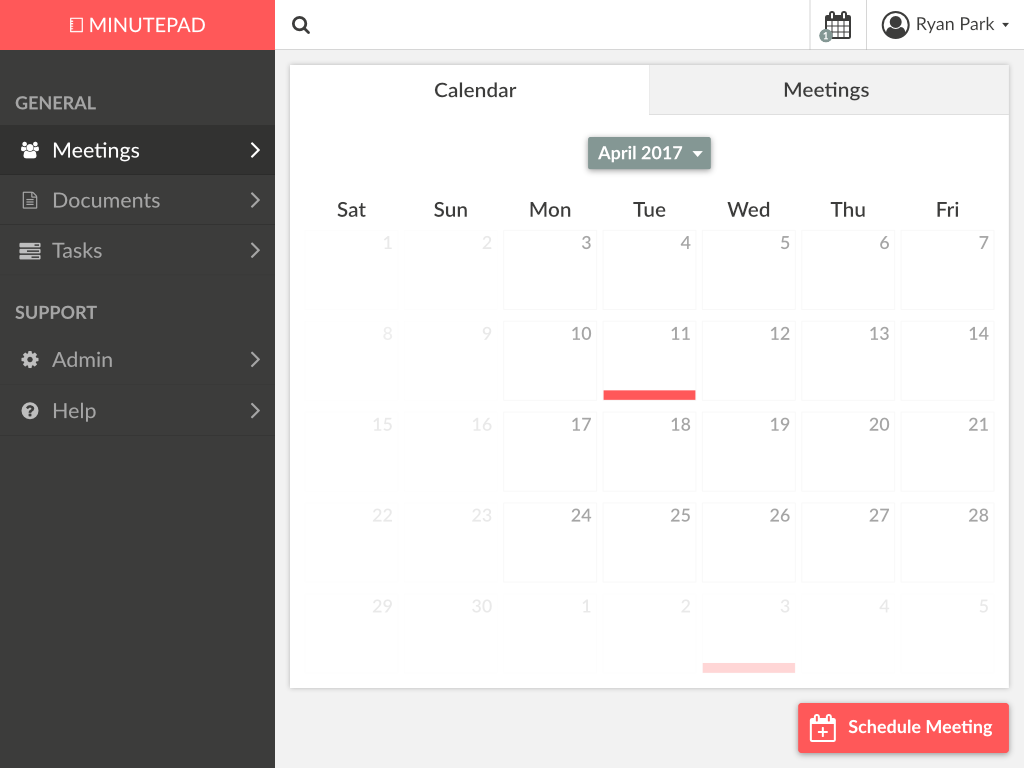 MINUTEPAD
1
Ryan Park
GENERAL
Meetings
Documents
Tasks
SUPPORT
Admin
Help
Calendar Meetings
April 2017
Sat Sun Mon Tue Wed Thu Fri
1 2 3 4 5 6 7
8 9 10 11 12 13 14
15 16 17 18 19 20 21
22 23 24 25 26 27 28
29 30 1 2 3 4 5
Schedule Meeting